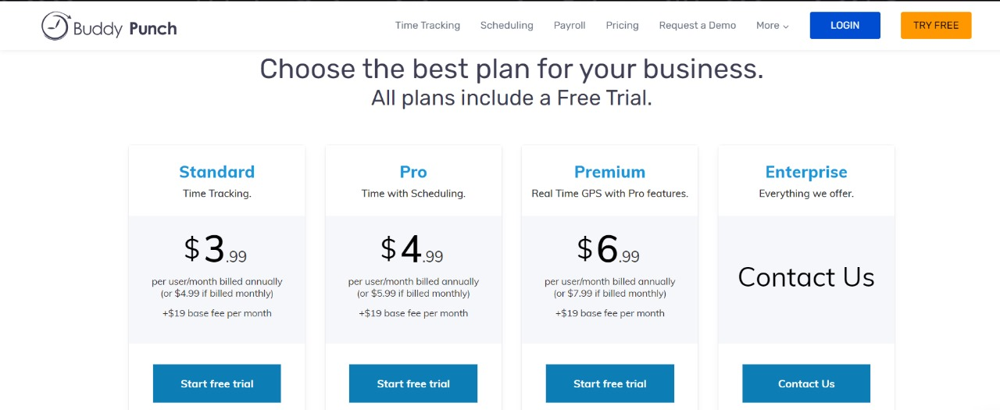 Buddy Punch
Time Tracking
Scheduling
Payroll
Pricing
Request a Demo
More
LOGIN
TRY FREE
Choose the best plan for your business.
All plans include a Free Trial.
Standard
Time Tracking.
$3.99
per user/month billed annually
(or $4.99 if billed monthly)
+$19 base fee per month
Start free trial
Pro
Time with Scheduling.
$4.99
per user/month billed annually
(or $5.99 if billed monthly)
+$19 base fee per month
Start free trial
Premium
Real Time GPS with Pro features.
$6.99
per user/month billed annually
(or $7.99 if billed monthly)
+$19 base fee per month
Start free trial
Enterprise
Everything we offer.
Contact Us
Contact Us